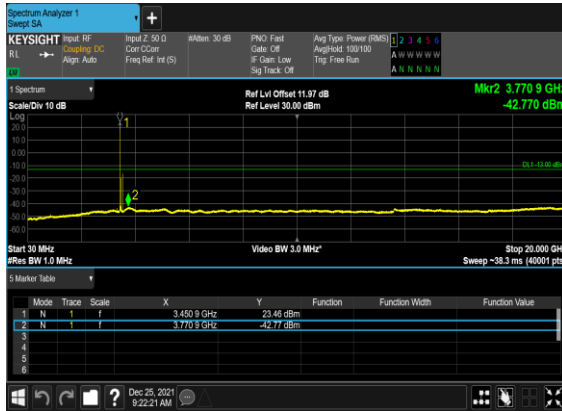 Spectrum Analyzer 1
Swept SA
+
KEYSIGHT Input: RF Input Z: 50 Ω #Atten: 30 dB PNO: Fast Avg Type: Power (RMS) 1 2 3 4 5 6
RL Coupling: DC Corr CCorr Gate: Off Avg|Hold: 100/100 A W W W W W
Align: Auto Freq Ref: Int (S) IF Gain: Low Trig: Free Run
Sig Track: Off A N N N N N
1 Spectrum Ref Lvl Offset 11.97 dB Mkr2 3.770 9 GHz
Scale/Div 10 dB Ref Level 30.00 dBm -42.770 dBm
Log
1
20.0
10.0
0.00
-10.0 DL1 -13.00 dBm
-20.0
-30.0
-40.0 2
-50.0
-60.0
Start 30 MHz Video BW 3.0 MHz* Stop 20.000 GHz
#Res BW 1.0 MHz Sweep ~38.3 ms (40001 pts)
5 Marker Table
Mode Trace Scale X Y Function Function Width Function Value
1 N 1 f 3.450 9 GHz 23.46 dBm
2 N 1 f 3.770 9 GHz -42.77 dBm
3
4
5
6
? Dec 25, 2021
9:22:21 AM